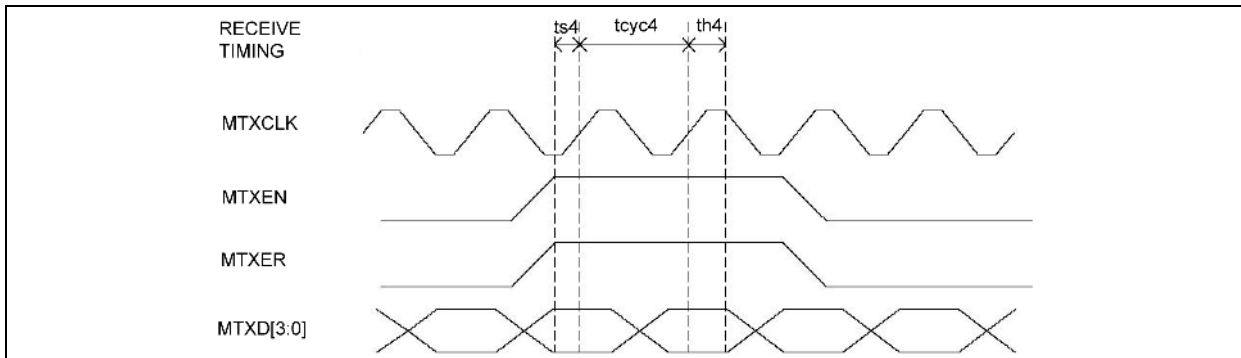 RECEIVE
TIMING
ts4 tcyc4 th4
MTXCLK
MTXEN
MTXER
MTXD[3:0]